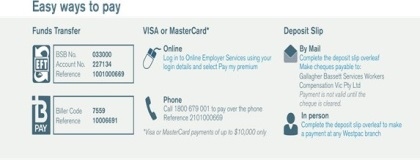 Easy ways to pay
Funds Transfer
EFT
BSB No. 033000
Account No. 227134
Reference 1001000669
B PAY
Biller Code 7559
Reference 10006691
VISA or MasterCard*
Online
Log in to Online Employer Services using your
login details and select Pay my premium
Phone
Call 1800 679 001 to pay over the phone
Reference 2101000669
*Visa or MasterCard payments of up to $10,000 only
Deposit Slip
By Mail
Complete the deposit slip overleaf
Make cheques payable to:
Gallagher Bassett Services Workers
Compensation Vic Pty Ltd
Payment is not valid until the
cheque is cleared.
In person
Complete the deposit slip overleaf to make
a payment at any Westpac branch